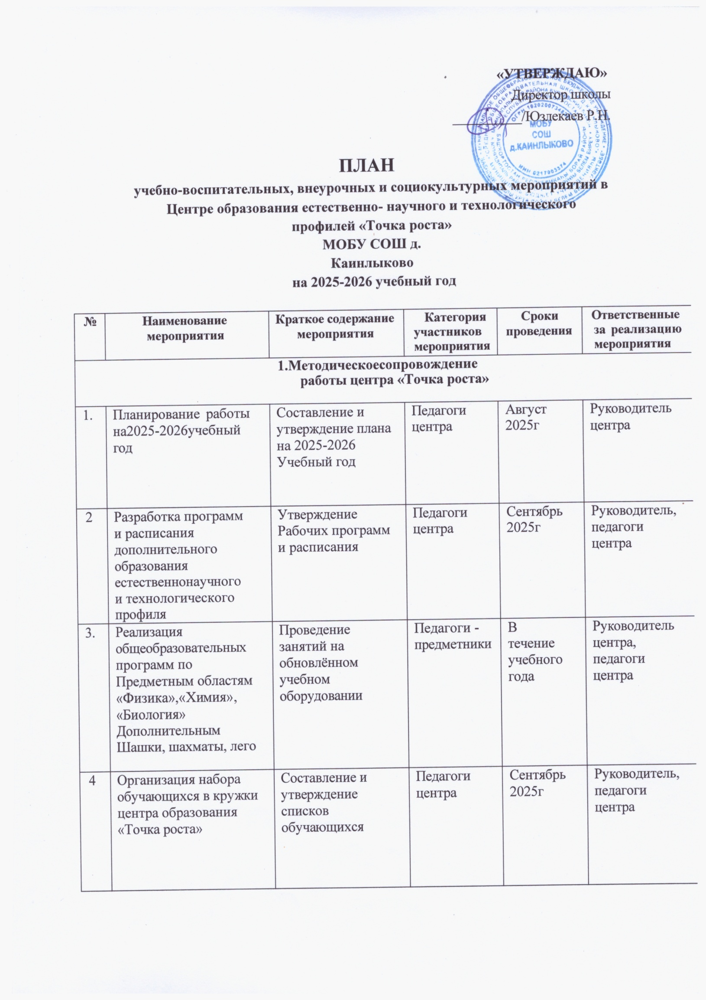 «УТВЕРЖДАЮ»
Директор школы
/Юзлекаев Р.Н.
МОБУ
СОШ
д.КАИНЛЫКОВО
ИНН 0217003374
ПЛАН
учебно-воспитательных, внеурочных и социокультурных мероприятий в
Центре образования естественно- научного и технологического
профилей «Точка роста»
МОБУ СОШ д.
Каинлыково
на 2025-2026 учебный год
№
Наименование
мероприятия
Краткое содержание
мероприятия
Категория
участников
мероприятия
Сроки
проведения
Ответственные
за реализацию
мероприятия
1.Методическоесопровождение
работы центра «Точка роста»
1.
Планирование работы
на2025-2026учебный
год
Составление и
утверждение плана
на 2025-2026
Учебный год
Педагоги
центра
Август
2025г
Руководитель
центра
2
Разработка программ
и расписания
дополнительного
образования
естественнонаучного
и технологического
профиля
Утверждение
Рабочих программ
и расписания
Педагоги
центра
Сентябрь
2025г
Руководитель,
педагоги
центра
3.
Реализация
общеобразовательных
программ по
Предметным областям
«Физика»,«Химия»,
«Биология»
Дополнительным
Шашки, шахматы, лего
Проведение
занятий на
обновлённом
учебном
оборудовании
Педагоги -
предметники
В
течение
учебного
года
Руководитель
центра,
педагоги
центра
4
Организация набора
обучающихся в кружки
центра образования
«Точка роста»
Составление и
утверждение
списков
обучающихся
Педагоги
центра
Сентябрь
2025г
Руководитель,
педагоги
центра